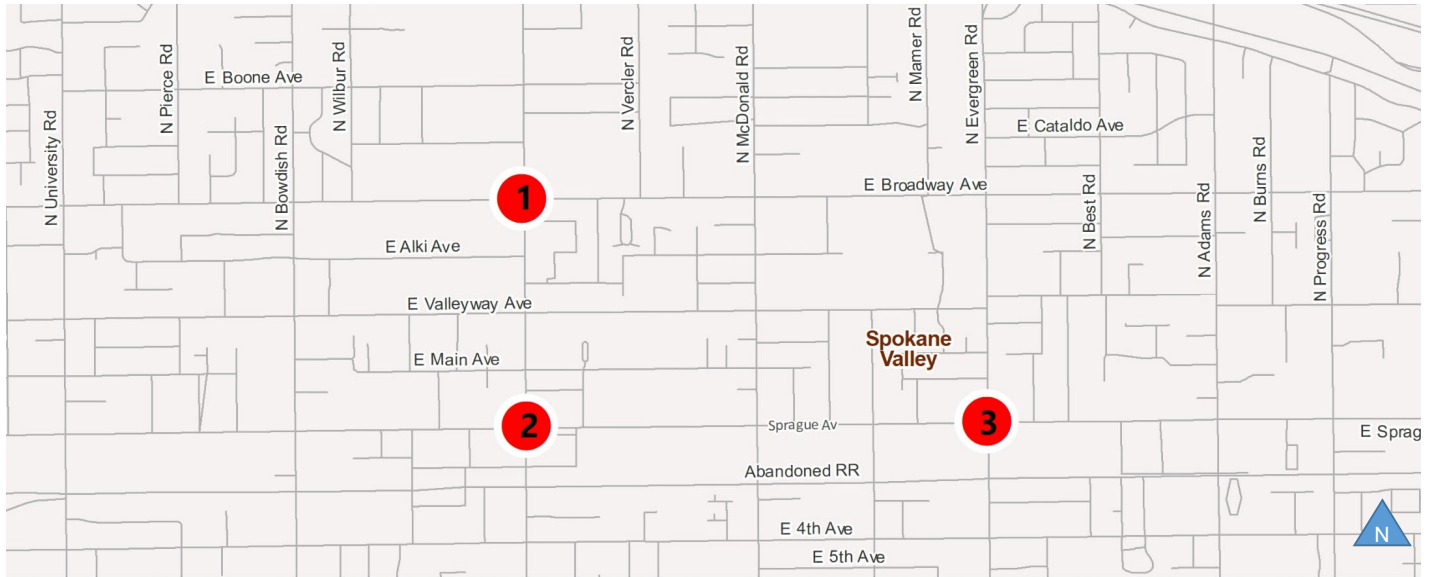 N University Rd
N Pierce Rd
E Boone Ave
N Bowdish Rd
N Wilbur Rd
N Vercler Rd
N McDonald Rd
N Mamer Rd
N Evergreen Rd
E Cataldo Ave
E Broadway Ave
N Best Rd
N Adams Rd
N Burns Rd
N Progress Rd
1
E Alki Ave
E Valleyway Ave
Spokane
Valley
E Main Ave
2
Sprague Av
3
E Sprag
Abandoned RR
E 4th Ave
E 5th Ave
N